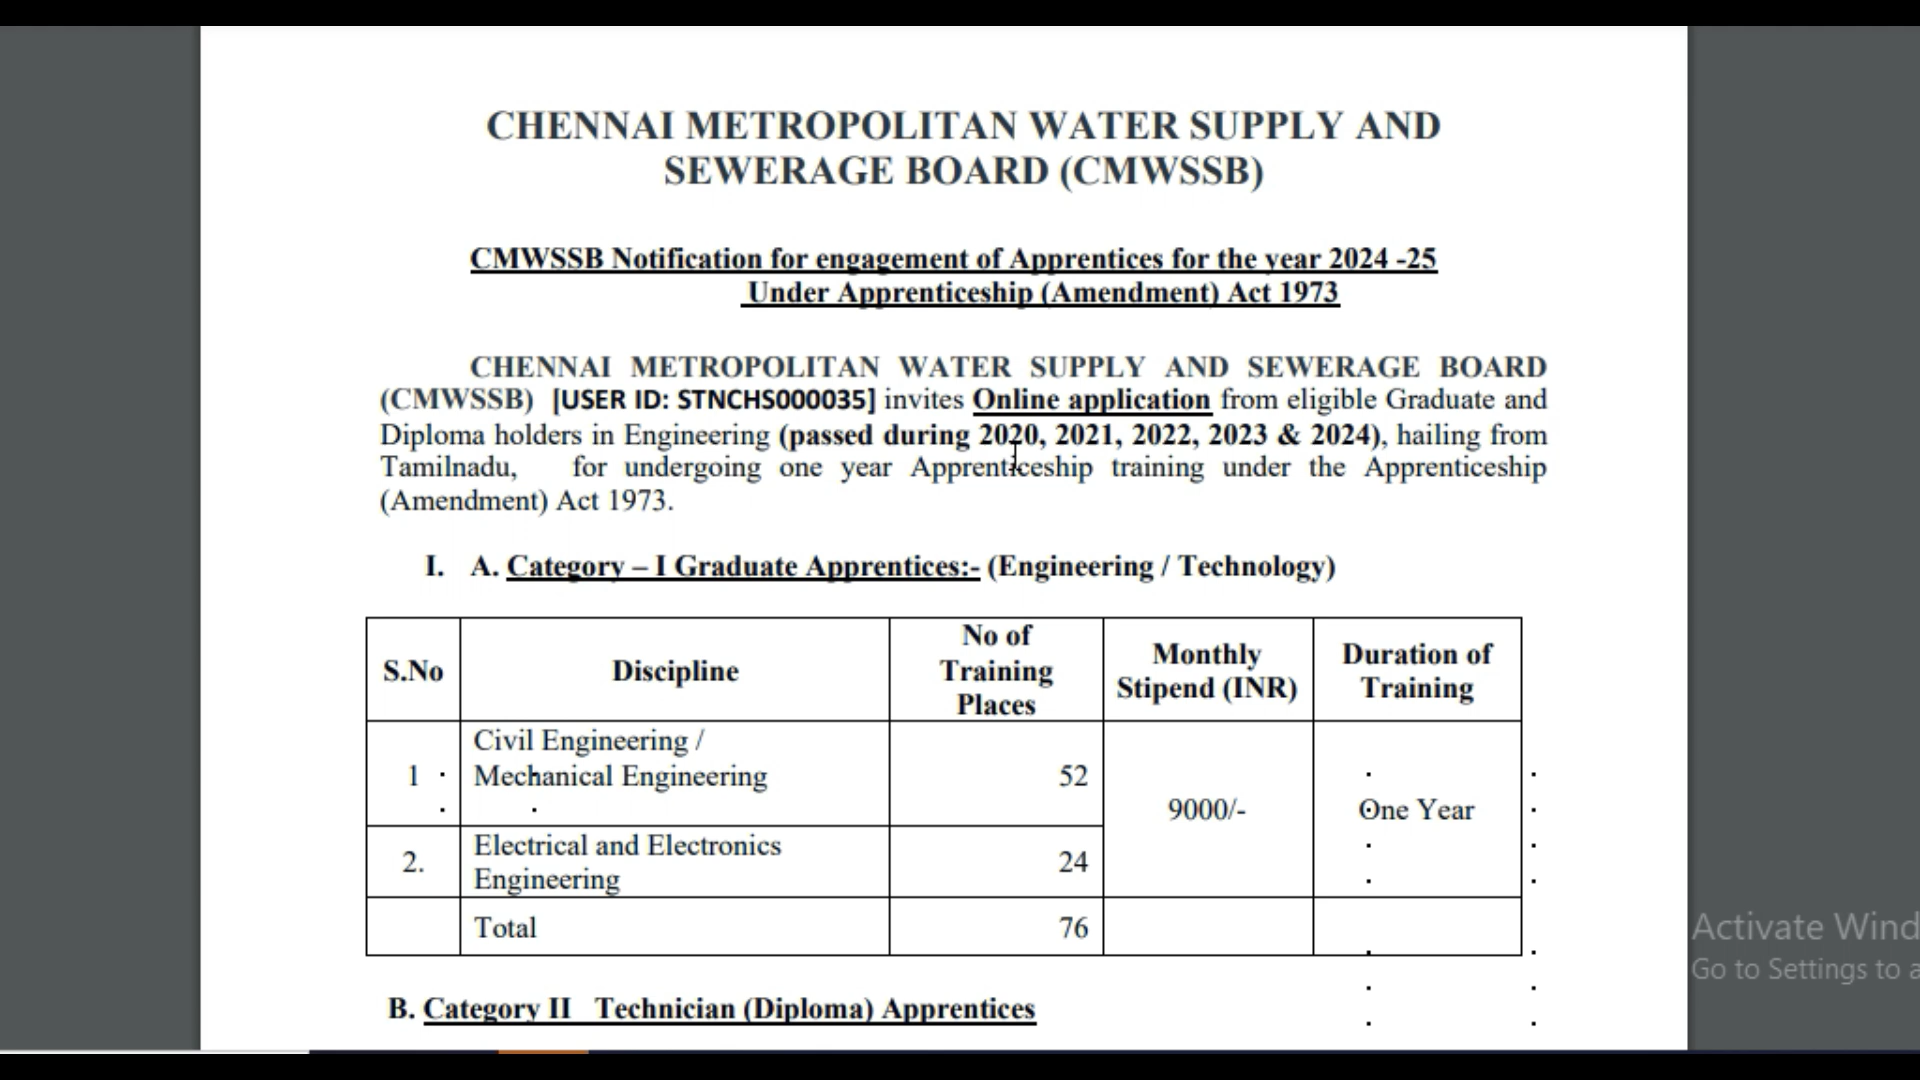 CHENNAI METROPOLITAN WATER SUPPLY AND
SEWERAGE BOARD (CMWSSB)
CMWSSB Notification for engagement of Apprentices for the year 2024 -25
Under Apprenticeship (Amendment) Act 1973
CHENNAI METROPOLITAN WATER SUPPLY AND SEWERAGE BOARD
(CMWSSB) [USER ID: STNCHS000035] invites Online application from eligible Graduate and
Diploma holders in Engineering (passed during 2020, 2021, 2022, 2023 & 2024), hailing from
Tamilnadu, for undergoing one year Apprenticeship training under the Apprenticeship
(Amendment) Act 1973.
I. A. Category – I Graduate Apprentices:- (Engineering / Technology)
S.No Discipline No of Training Places Monthly Stipend (INR) Duration of Training
1 Civil Engineering / Mechanical Engineering 52 9000/- One Year
2. Electrical and Electronics Engineering 24
Total 76
B. Category II Technician (Diploma) Apprentices
Activate Wind
Go to Settings to a